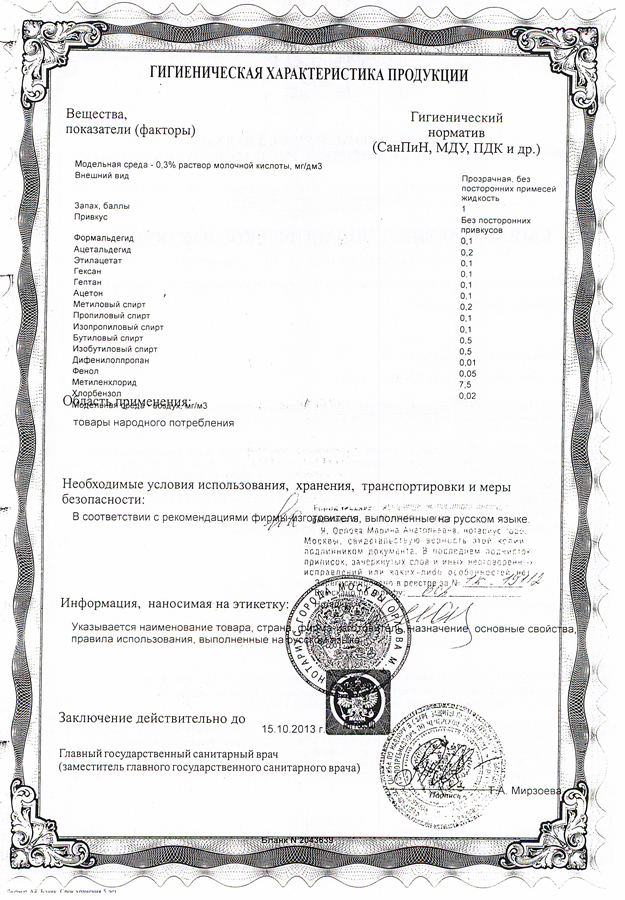 ГИГИЕНИЧЕСКАЯ ХАРАКТЕРИСТИКА ПРОДУКЦИИ
Вещества,
показатели (факторы)
Гигиенический
норматив
(СанПиН, МДУ, ПДК и др.)
Модельная среда - 0,3% раствор молочной кислоты, мг/дм3
Внешний вид Прозрачная, без
посторонних примесей
жидкость
Запах, баллы 1
Привкус Без посторонних
привкусов
Формальдегид 0,1
Ацетальдегид 0,2
Этилацетат 0,1
Гексан 0,1
Гептан 0,1
Ацетон 0,1
Метиловый спирт 0,2
Пропиловый спирт 0,1
Изопропиловый спирт 0,1
Бутиловый спирт 0,5
Изобутиловый спирт 0,5
Дифенилолпропан 0,01
Фенол 0,05
Метиленхлорид 7,5
Хлорбензол 0,02
Область применения:
Модельная среда - воздух, мг/м3
товары народного потребления
Необходимые условия использования, хранения, транспортировки и меры
безопасности:
В соответствии с рекомендациями фирмы-изготовителя, выполненные на русском языке.
Я, Орлова Марина Анатольевна, нотариус гор.
Москвы, свидетельствую верность этой копии
подлинником документа. В последнем подчисток
приписок, зачеркнутых слов и иных неоговоренных
исправлений или каких-либо особенностей нет
Зарегистрировано в реестре за №
Информация, наносимая на этикетку:
Указывается наименование товара, страна, фирма-изготовитель, назначение, основные свойства,
правила использования, выполненные на русском языке.
НОТАРИУС ГОРОДА МОСКВЫ ОРЛОВА М.
Заключение действительно до 15.10.2013 г.
Главный государственный санитарный врач
(заместитель главного государственного санитарного врача)
Подпись
Т.А. Мирзоева
Бланк N 2043639